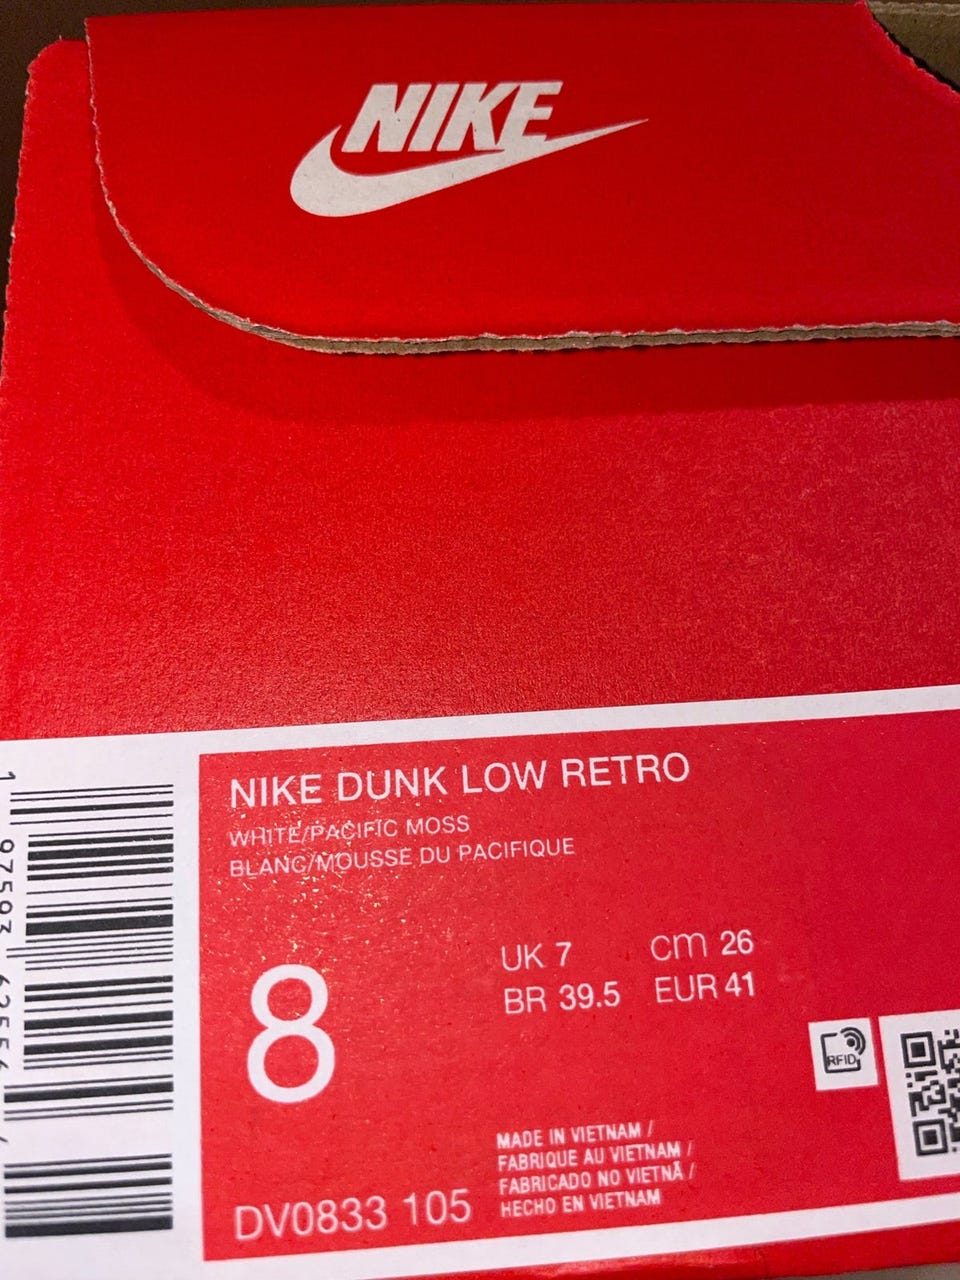 NIKE
NIKE DUNK LOW RETRO
WHITE/PACIFIC MOSS
BLANC/MOUSSE DU PACIFIQUE
8
UK 7 cm 26
BR 39.5 EUR 41
RFID
MADE IN VIETNAM /
FABRIQUE AU VIETNAM /
FABRICADO NO VIETNÃ /
HECHO EN VIETNAM
DV0833 105